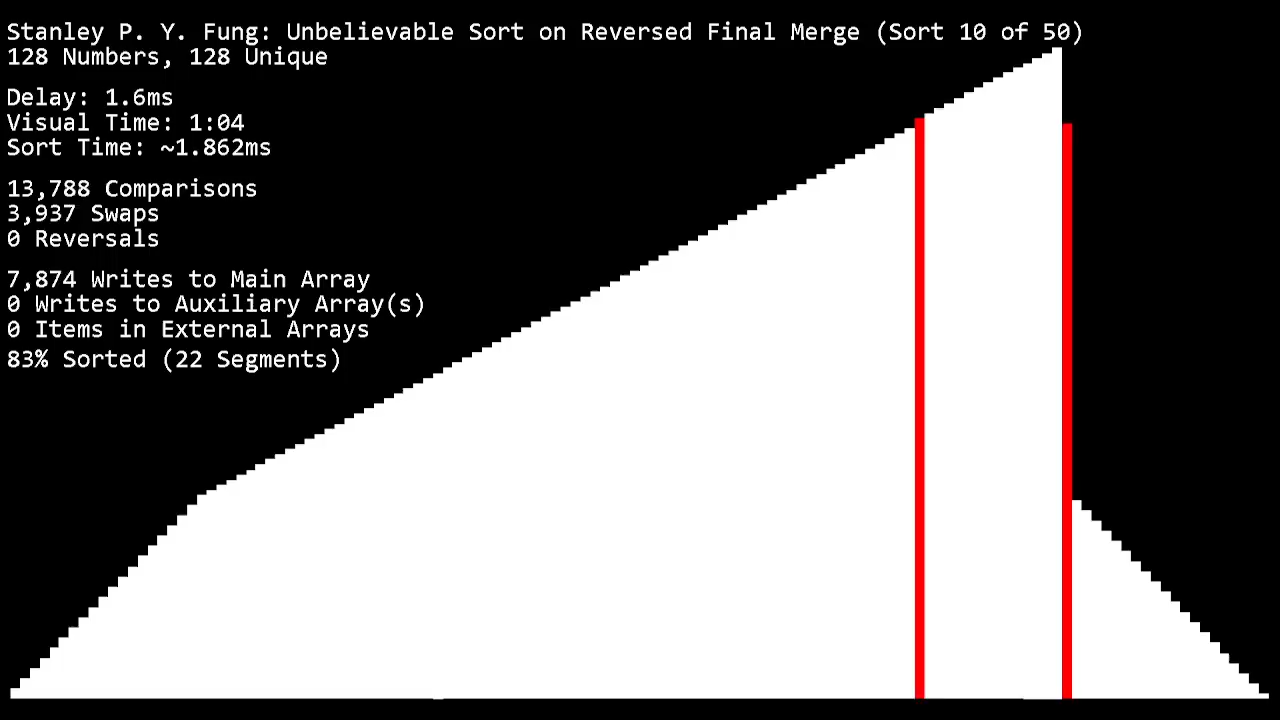 Stanley P. Y. Fung: Unbelievable Sort on Reversed Final Merge (Sort 10 of 50)
128 Numbers, 128 Unique
Delay: 1.6ms
Visual Time: 1:04
Sort Time: ~1.862ms
13,788 Comparisons
3,937 Swaps
0 Reversals
7,874 Writes to Main Array
0 Writes to Auxiliary Array(s)
0 Items in External Arrays
83% Sorted (22 Segments)